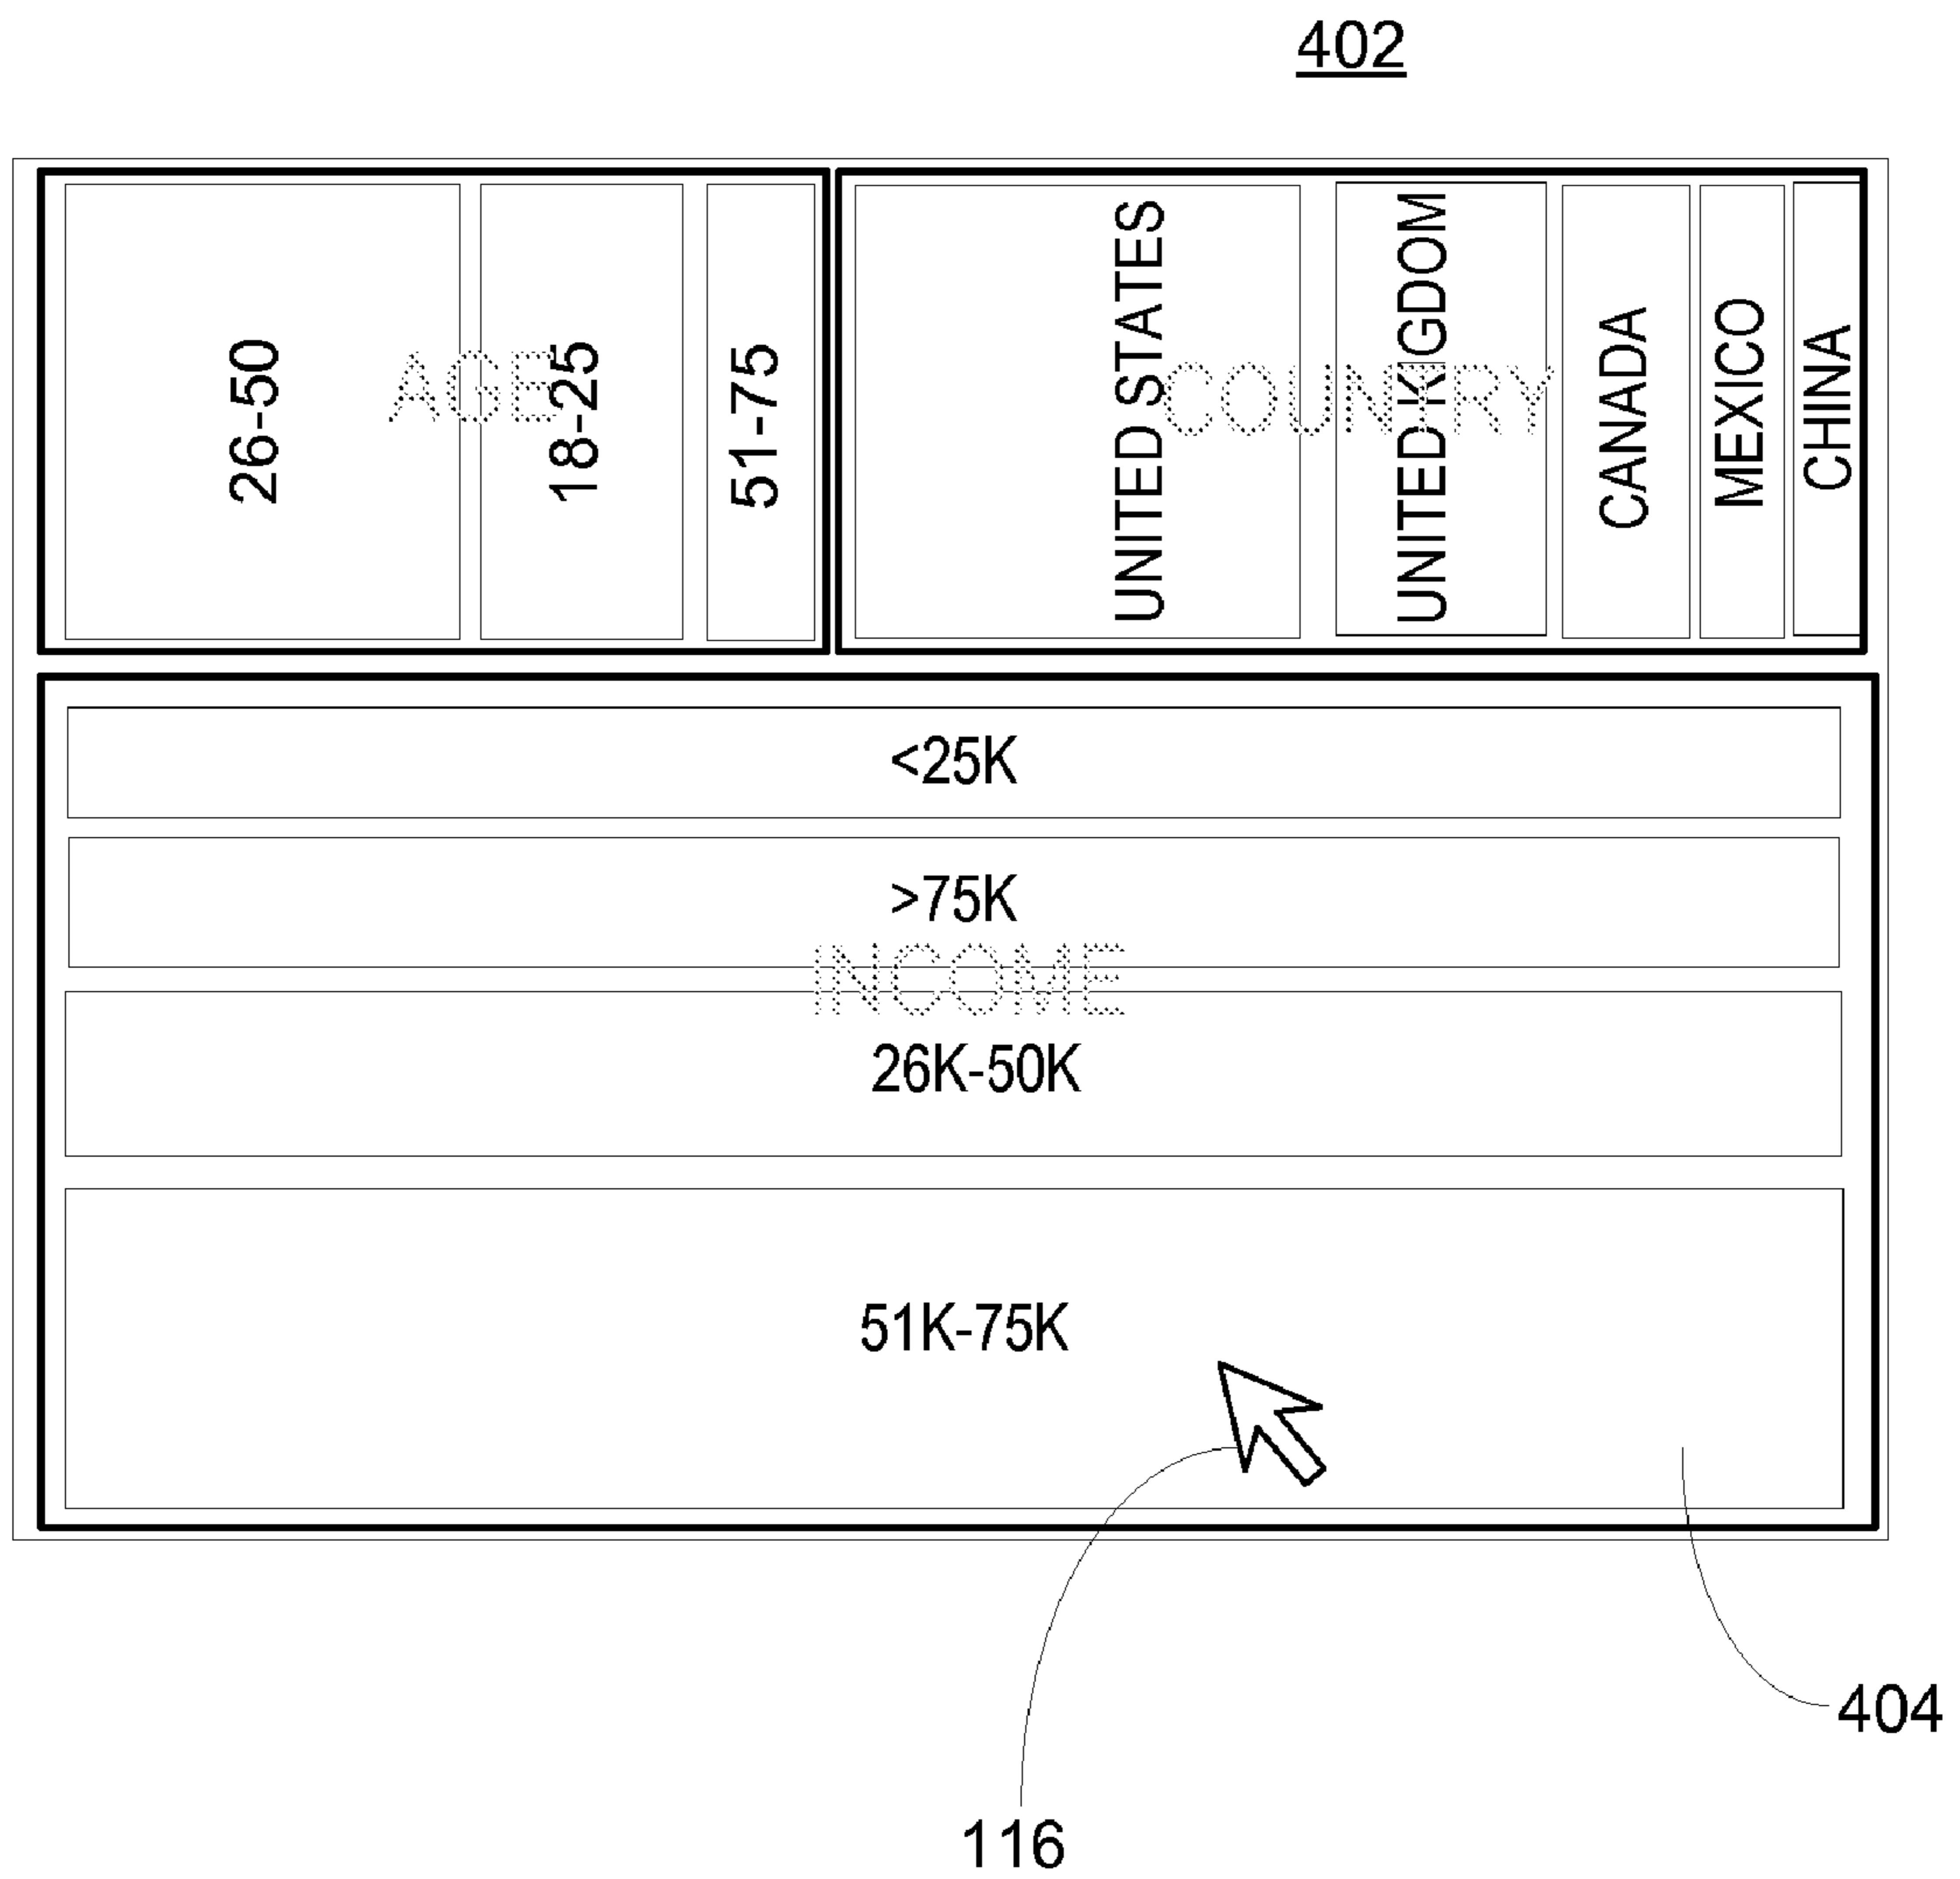 402
26-50
AGE
18-25
51-75
UNITED STATES
COUNTRY
UNITED KINGDOM
CANADA
MEXICO
CHINA
<25K
>75K
INCOME
26K-50K
51K-75K
404
116